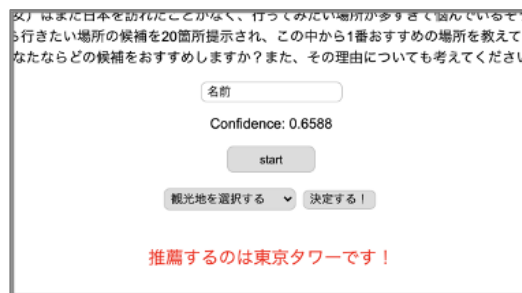 女）はまだ日本を訪れたことがなく、行ってみたい場所が多すぎて悩んでいるそ
ら行きたい場所の候補を20箇所提示され、この中から1番おすすめの場所を教えて
なたならどの候補をおすすめしますか？また、その理由についても考えてください
名前
Confidence: 0.6588
start
観光地を選択する 決定する！
推薦するのは東京タワーです！